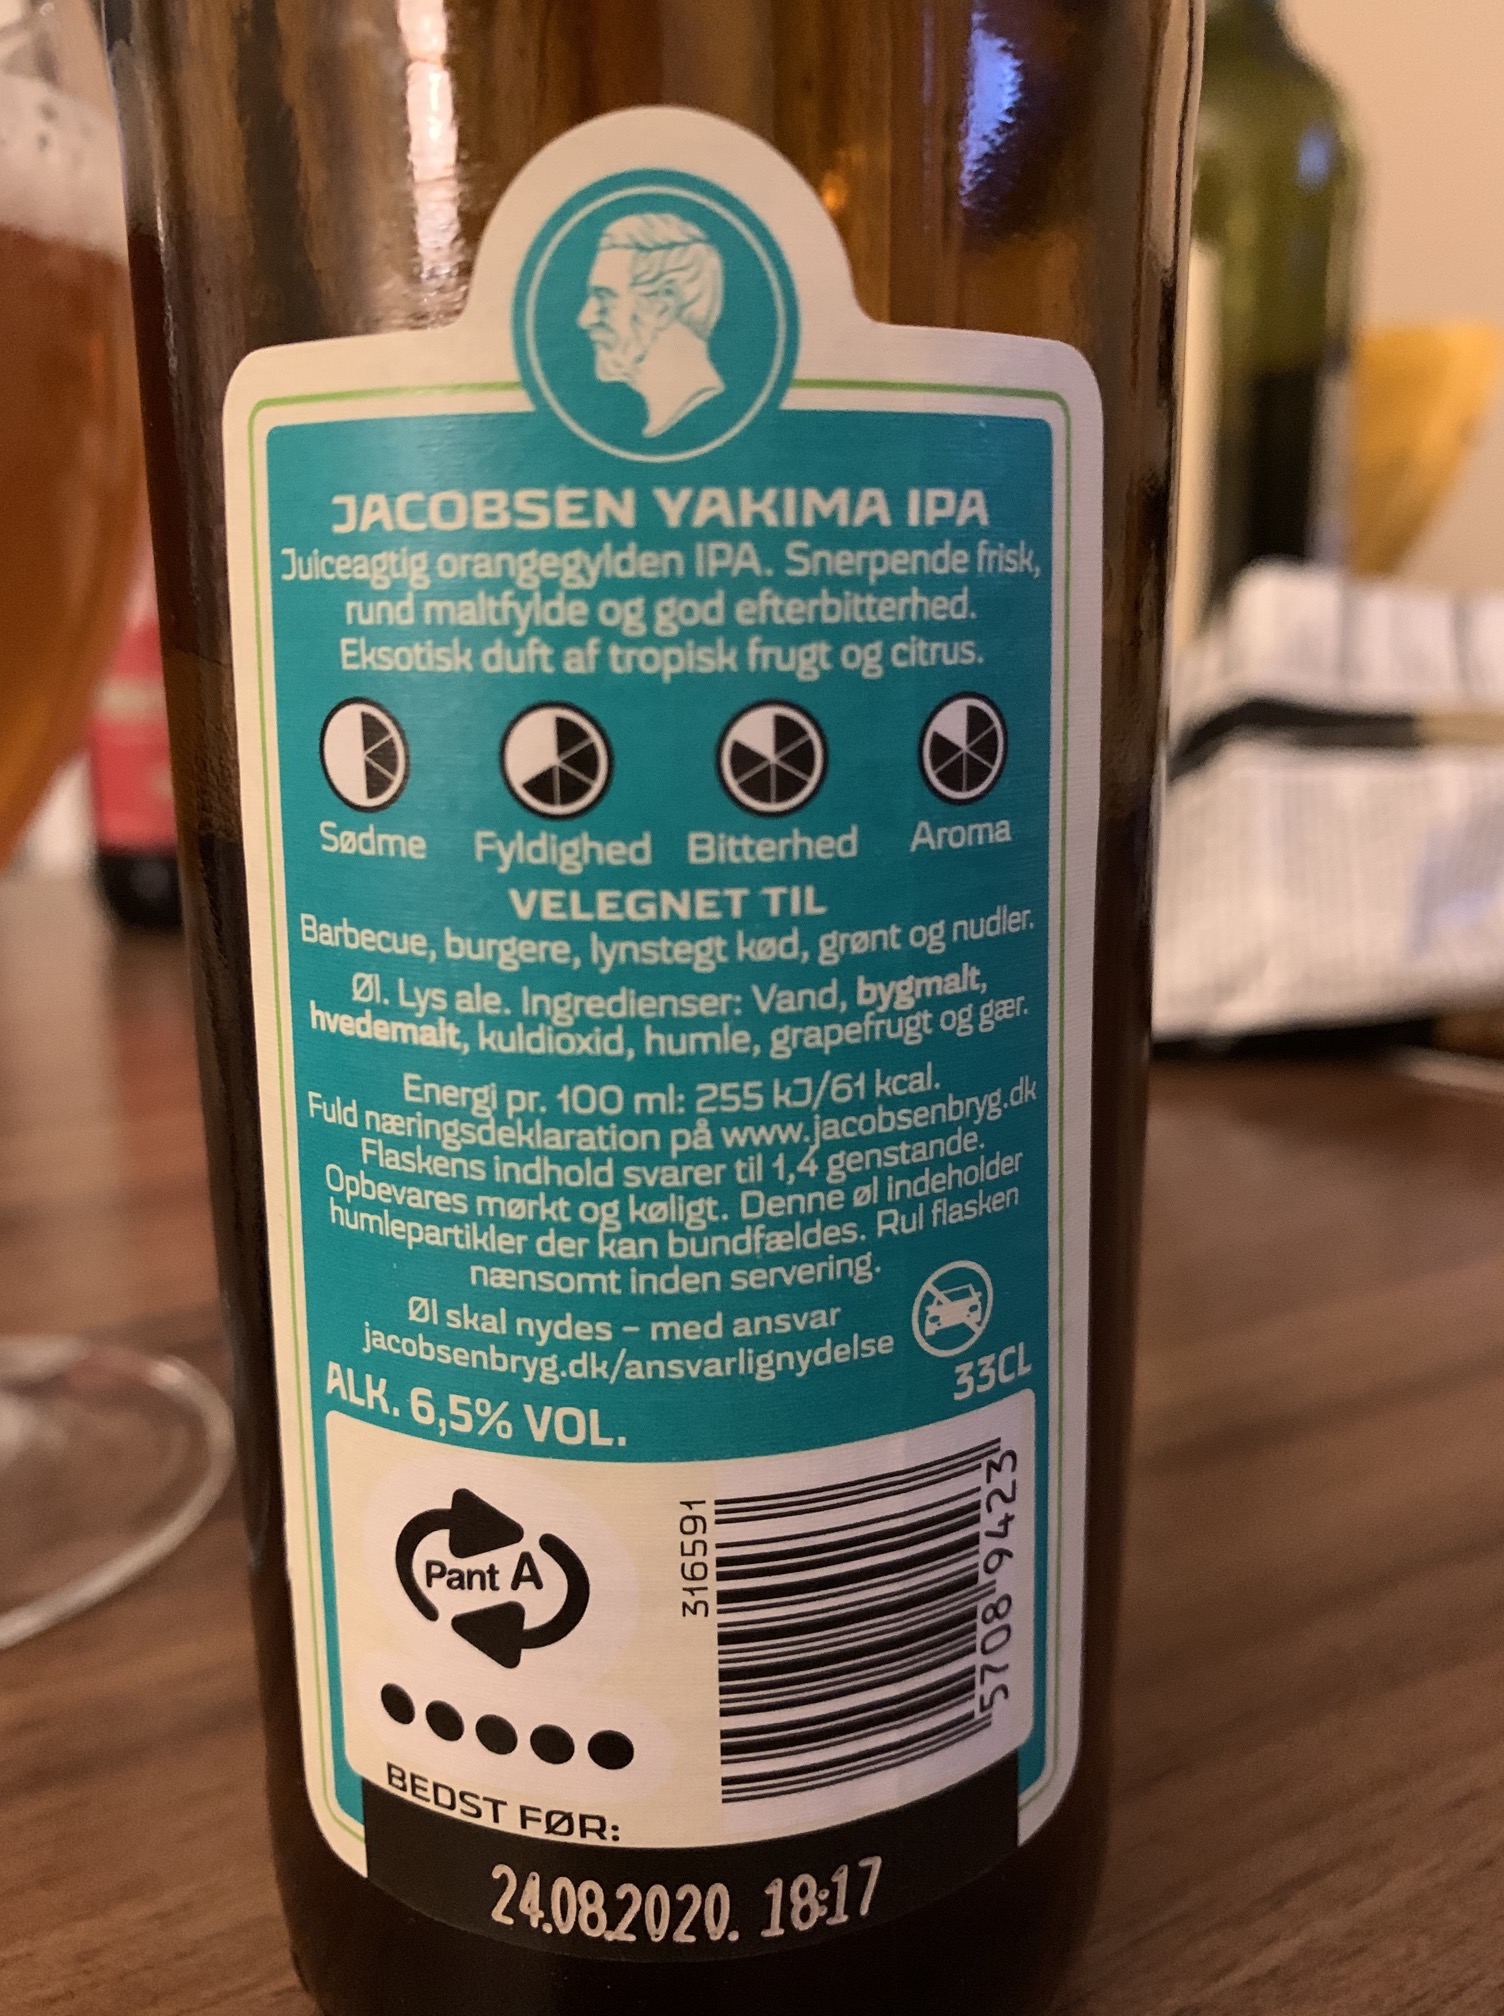 JACOBSEN YAKIMA IPA
Juiceagtig orangegylden IPA. Snerpende frisk,
rund maltfylde og god efterbitterhed.
Eksotisk duft af tropisk frugt og citrus.
Sødme Fyldighed Bitterhed Aroma
VELEGNET TIL
Barbecue, burgere, lynstegt kød, grønt og nudler.
Øl. Lys ale. Ingredienser: Vand, bygmalt,
hvedemalt, kuldioxid, humle, grapefrugt og gær.
Energi pr. 100 ml: 255 kJ/61 kcal.
Fuld næringsdeklaration på www.jacobsenbryg.dk
Flaskens indhold svarer til 1,4 genstande.
Opbevares mørkt og køligt. Denne øl indeholder
humlepartikler der kan bundfældes. Rul flasken
nænsomt inden servering.
Øl skal nydes – med ansvar
jacobsenbryg.dk/ansvarlignydelse
ALK. 6,5% VOL.
33CL
Pant A
316591
5708 9423
BEDST FØR:
24.08.2020. 18:17